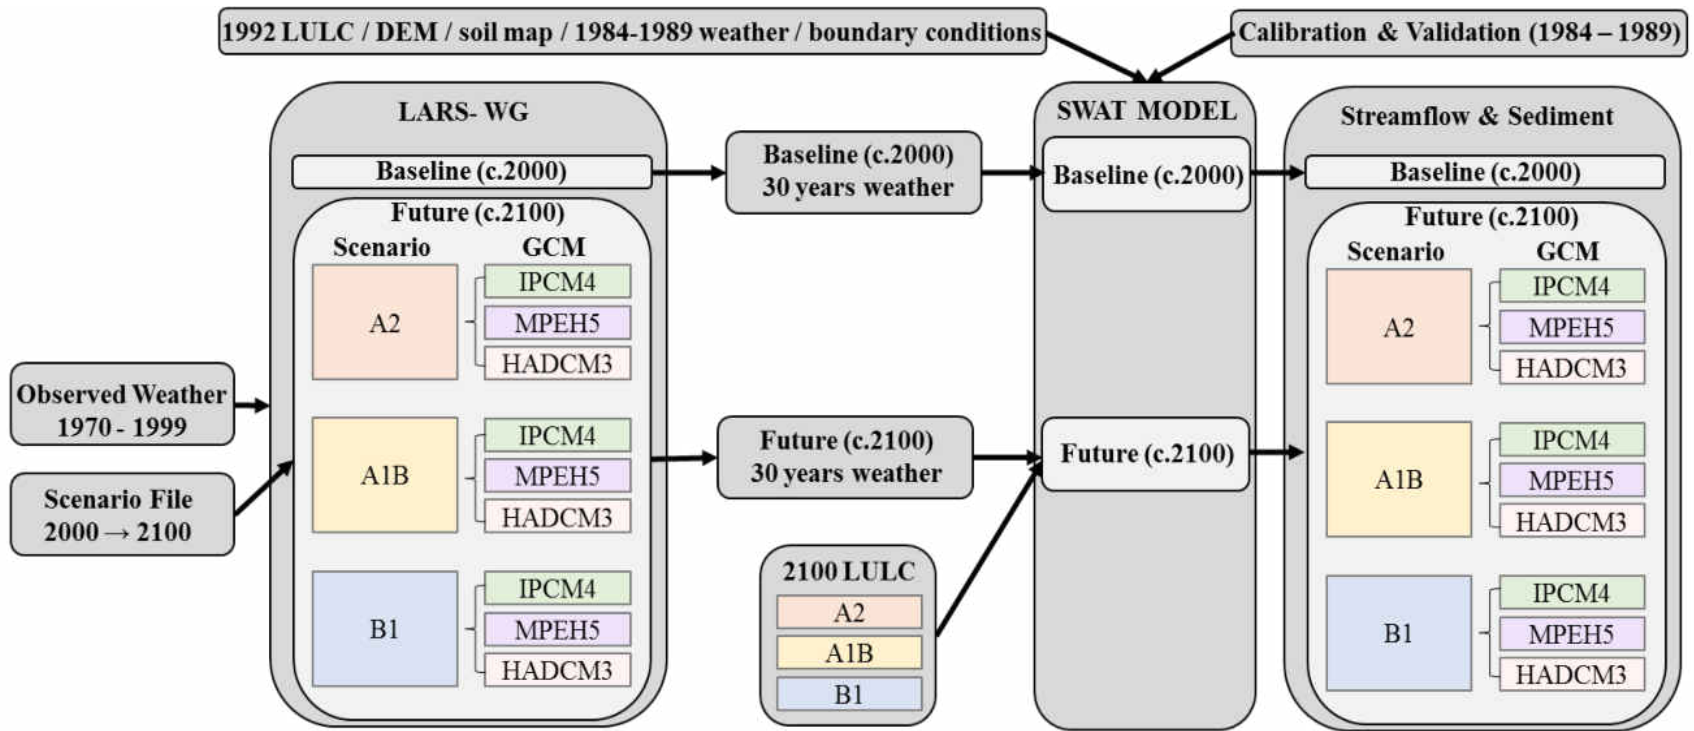 1992 LULC / DEM / soil map / 1984-1989 weather / boundary conditions
Calibration & Validation (1984 – 1989)
Observed Weather
1970 - 1999
Scenario File
2000 → 2100
LARS- WG
Baseline (c.2000)
Future (c.2100)
Scenario GCM
A2
IPCM4
MPEH5
HADCM3
A1B
IPCM4
MPEH5
HADCM3
B1
IPCM4
MPEH5
HADCM3
Baseline (c.2000)
30 years weather
Future (c.2100)
30 years weather
2100 LULC
A2
A1B
B1
SWAT MODEL
Baseline (c.2000)
Future (c.2100)
Streamflow & Sediment
Baseline (c.2000)
Future (c.2100)
Scenario GCM
A2
IPCM4
MPEH5
HADCM3
A1B
IPCM4
MPEH5
HADCM3
B1
IPCM4
MPEH5
HADCM3